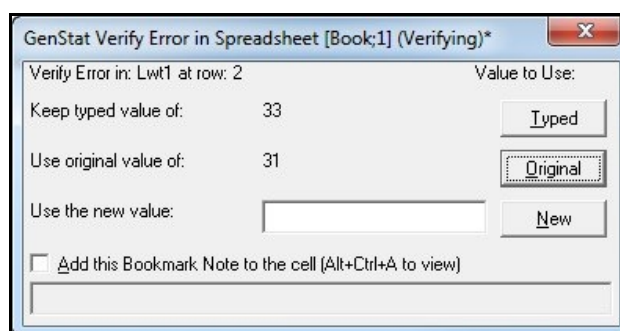 GenStat Verify Error in Spreadsheet [Book;1] (Verifying)*
Verify Error in: Lwt1 at row: 2 Value to Use:
Keep typed value of: 33 Typed
Use original value of: 31 Original
Use the new value: New
Add this Bookmark Note to the cell (Alt+Ctrl+A to view)